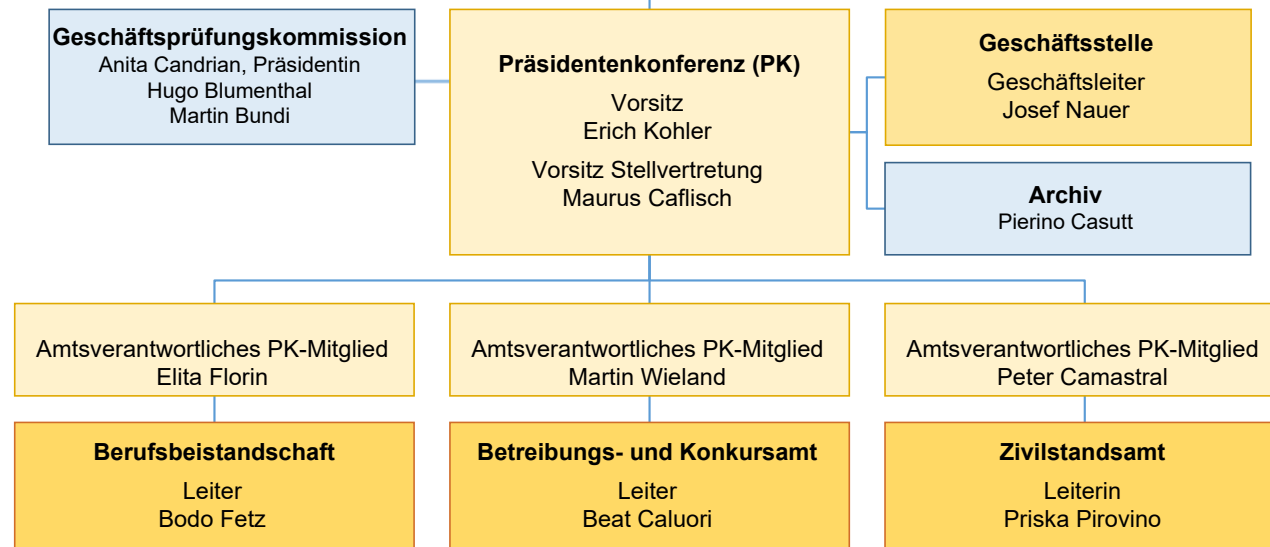 Geschäftsprüfungskommission
Anita Candrian, Präsidentin
Hugo Blumenthal
Martin Bundi
Präsidentenkonferenz (PK)
Vorsitz
Erich Kohler
Vorsitz Stellvertretung
Maurus Caflisch
Geschäftsstelle
Geschäftsleiter
Josef Nauer
Archiv
Pierino Casutt
Amtsverantwortliches PK-Mitglied
Elita Florin
Amtsverantwortliches PK-Mitglied
Martin Wieland
Amtsverantwortliches PK-Mitglied
Peter Camastral
Berufsbeistandschaft
Leiter
Bodo Fetz
Betreibungs- und Konkursamt
Leiter
Beat Caluori
Zivilstandsamt
Leiterin
Priska Pirovino